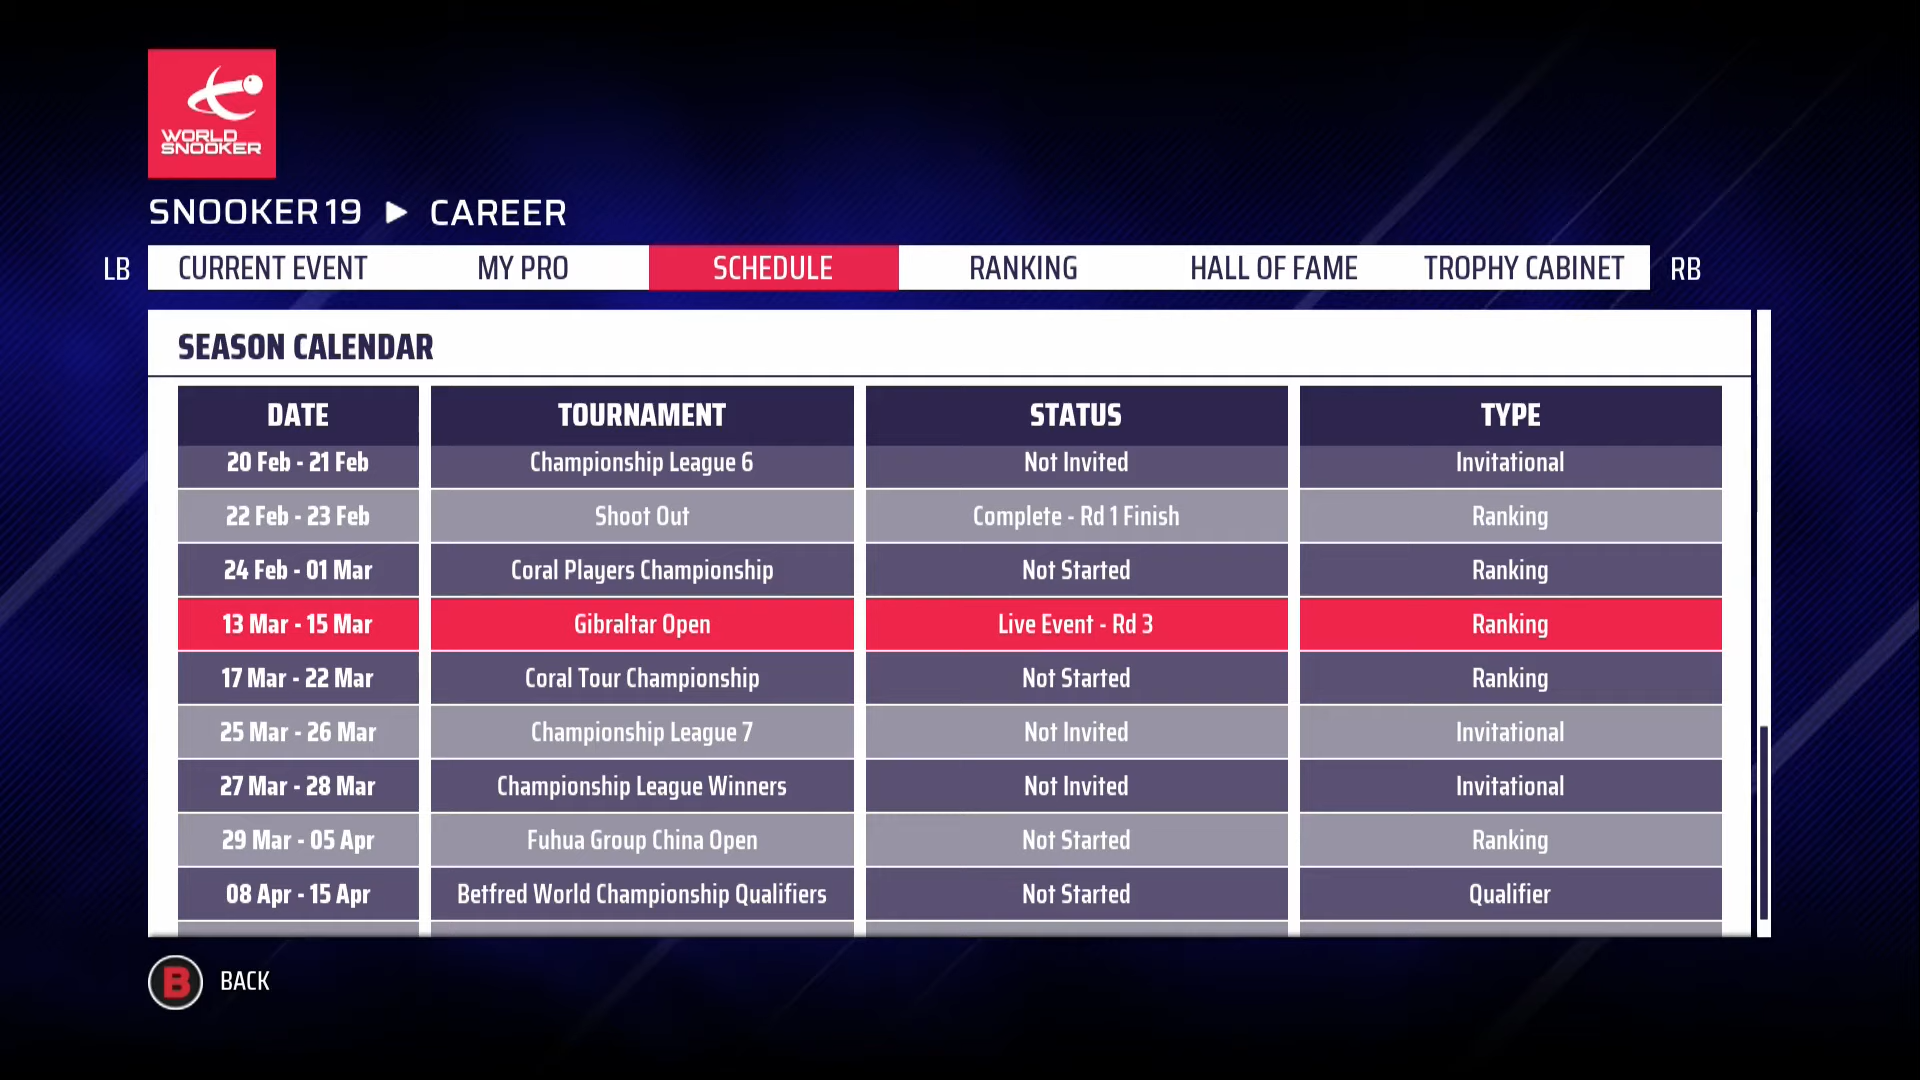 WORLD
SNOOKER
SNOOKER 19 ▶ CAREER
LB CURRENT EVENT MY PRO SCHEDULE RANKING HALL OF FAME TROPHY CABINET RB
SEASON CALENDAR
DATE TOURNAMENT STATUS TYPE
20 Feb - 21 Feb Championship League 6 Not Invited Invitational
22 Feb - 23 Feb Shoot Out Complete - Rd 1 Finish Ranking
24 Feb - 01 Mar Coral Players Championship Not Started Ranking
13 Mar - 15 Mar Gibraltar Open Live Event - Rd 3 Ranking
17 Mar - 22 Mar Coral Tour Championship Not Started Ranking
25 Mar - 26 Mar Championship League 7 Not Invited Invitational
27 Mar - 28 Mar Championship League Winners Not Invited Invitational
29 Mar - 05 Apr Fuhua Group China Open Not Started Ranking
08 Apr - 15 Apr Betfred World Championship Qualifiers Not Started Qualifier
B BACK